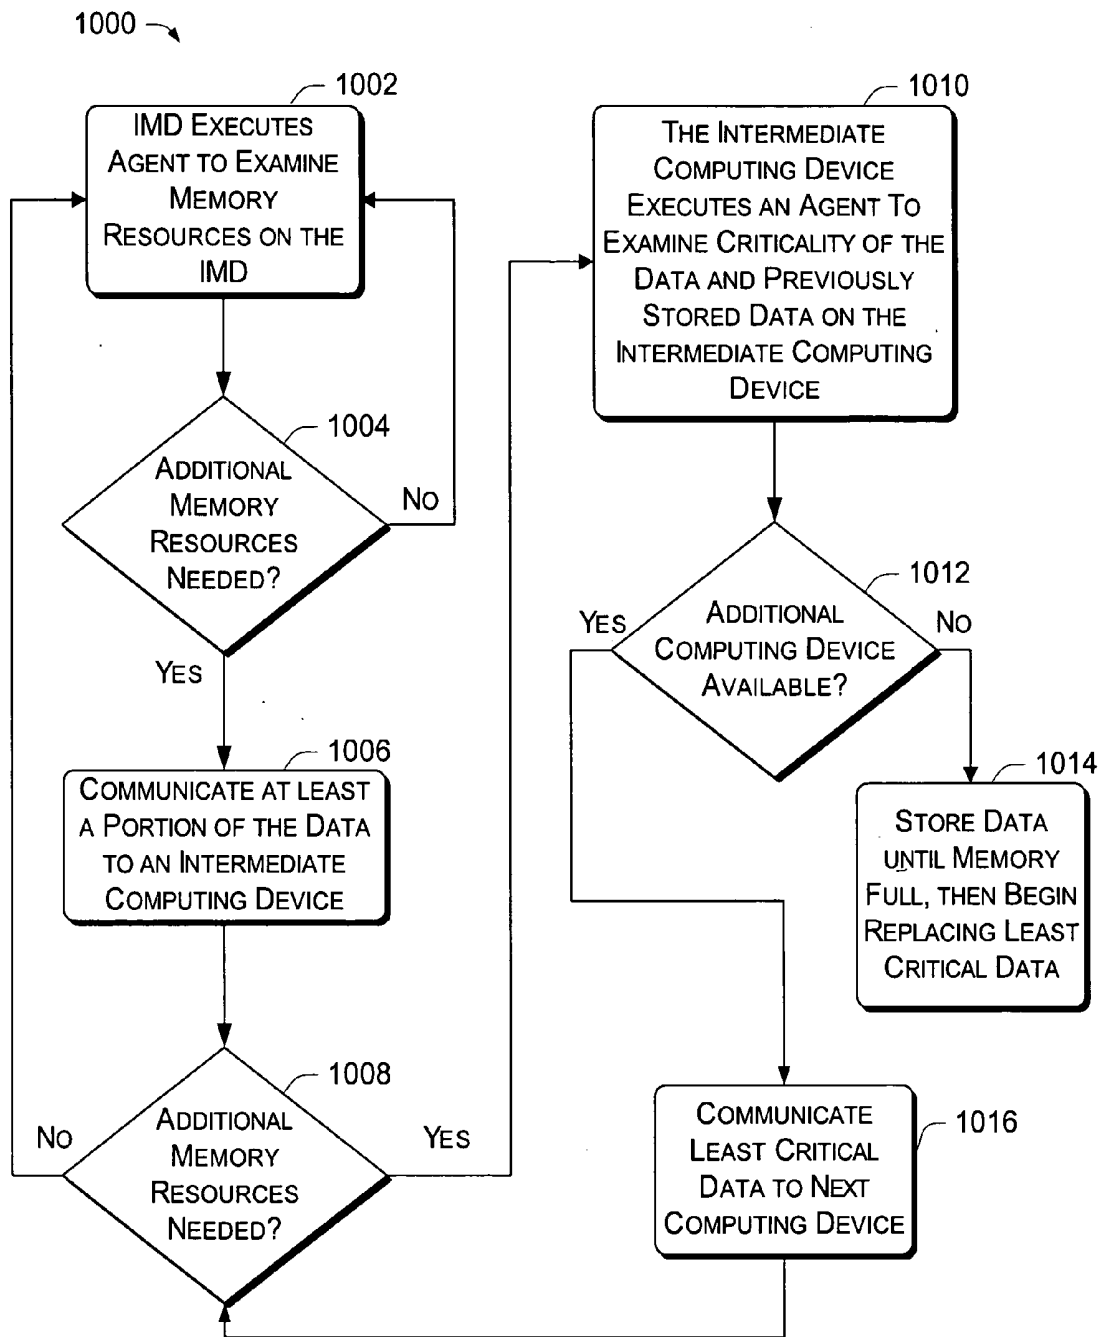 1000
1002
IMD EXECUTES
AGENT TO EXAMINE
MEMORY
RESOURCES ON THE
IMD
1004
ADDITIONAL
MEMORY
RESOURCES
NEEDED?
NO
YES
1006
COMMUNICATE AT LEAST
A PORTION OF THE DATA
TO AN INTERMEDIATE
COMPUTING DEVICE
1008
ADDITIONAL
MEMORY
RESOURCES
NEEDED?
NO
YES
1010
THE INTERMEDIATE
COMPUTING DEVICE
EXECUTES AN AGENT TO
EXAMINE CRITICALITY OF THE
DATA AND PREVIOUSLY
STORED DATA ON THE
INTERMEDIATE COMPUTING
DEVICE
1012
ADDITIONAL
COMPUTING DEVICE
AVAILABLE?
YES
NO
1014
STORE DATA
UNTIL MEMORY
FULL, THEN BEGIN
REPLACING LEAST
CRITICAL DATA
1016
COMMUNICATE
LEAST CRITICAL
DATA TO NEXT
COMPUTING DEVICE